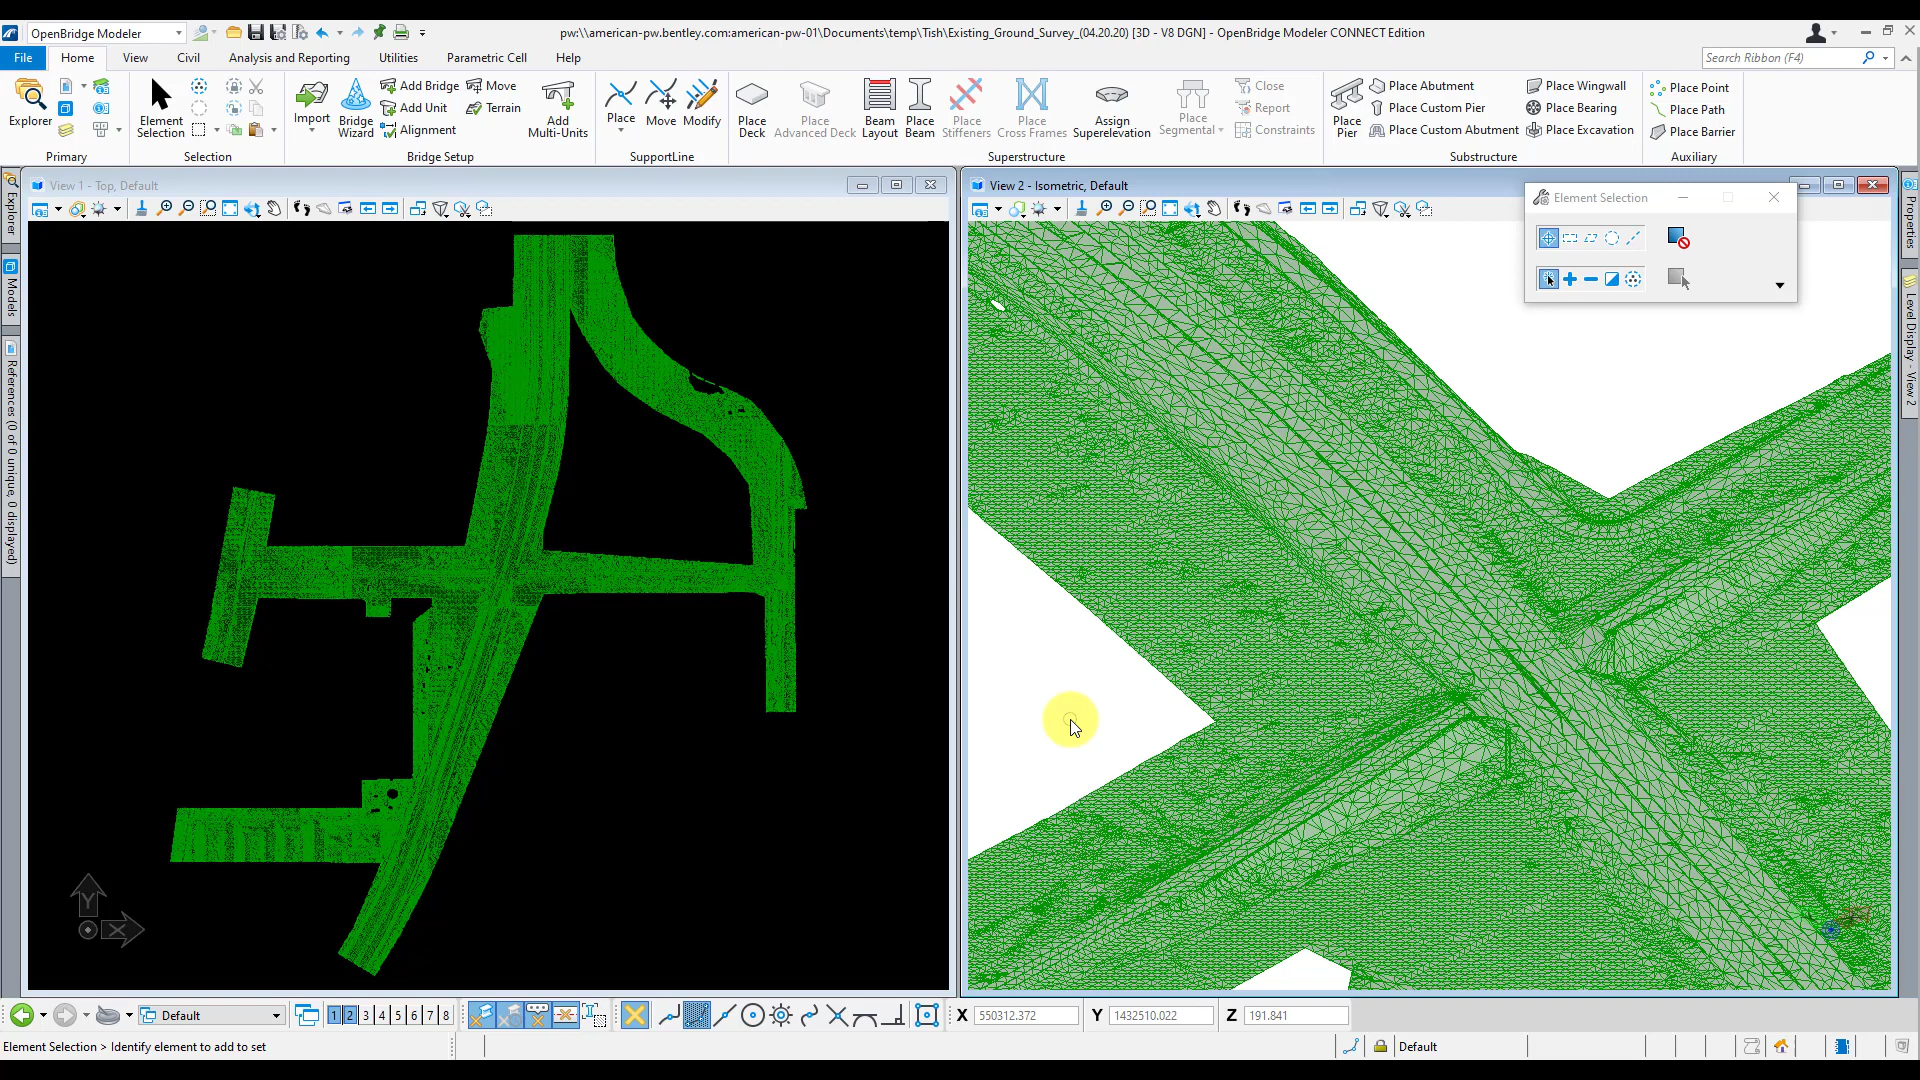 OpenBridge Modeler
pw:\\american-pw.bentley.com:american-pw-01\Documents\temp\Tish\Existing_Ground_Survey_(04.20.20) [3D - V8 DGN] - OpenBridge Modeler CONNECT Edition
File Home View Civil Analysis and Reporting Utilities Parametric Cell Help
Search Ribbon (F4)
Explorer
Primary
Element Selection
Selection
Import
Bridge Wizard
Add Bridge
Add Unit
Alignment
Move
Terrain
Add Multi-Units
Bridge Setup
Place
Move
Modify
SupportLine
Place Deck
Place Advanced Deck
Beam Layout
Place Beam
Place Stiffeners
Place Cross Frames
Assign Superelevation
Place Segmental
Close
Report
Constraints
Superstructure
Place Pier
Place Abutment
Place Custom Pier
Place Custom Abutment
Place Wingwall
Place Bearing
Place Excavation
Substructure
Place Point
Place Path
Place Barrier
Auxiliary
Explorer
Models
References (0 of 0 unique, 0 displayed)
View 1 - Top, Default
Y
X
View 2 - Isometric, Default
Element Selection
Properties
Level Display - View 2
Default
1 2 3 4 5 6 7 8
X 550312.372
Y 1432510.022
Z 191.841
Element Selection > Identify element to add to set
Default